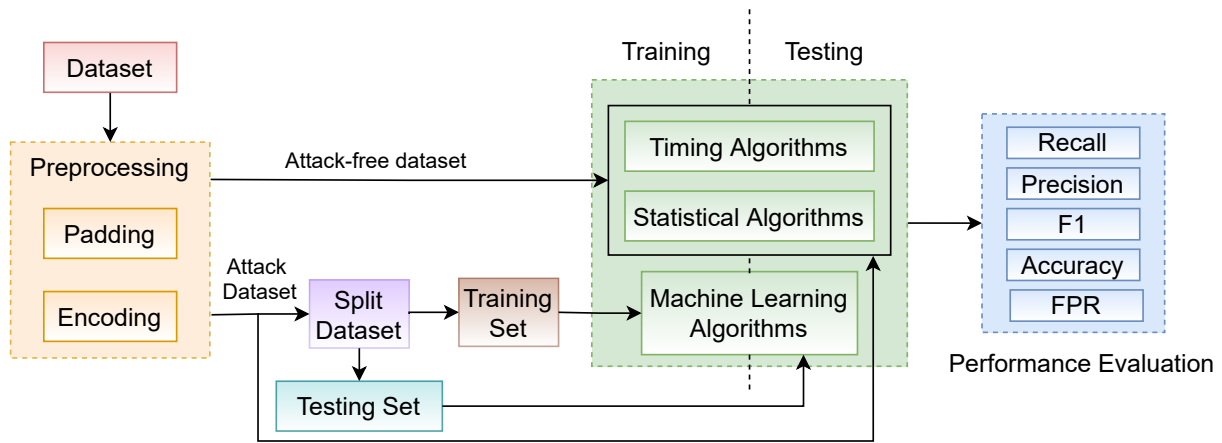 Training
Testing
Dataset
Preprocessing
Padding
Encoding
Attack-free dataset
Attack
Dataset
Split
Dataset
Training
Set
Testing Set
Timing Algorithms
Statistical Algorithms
Machine Learning
Algorithms
Recall
Precision
F1
Accuracy
FPR
Performance Evaluation